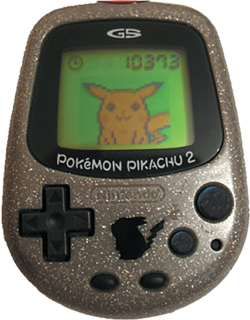 GS
10373
POKéMON PIKACHU 2
Nintendo